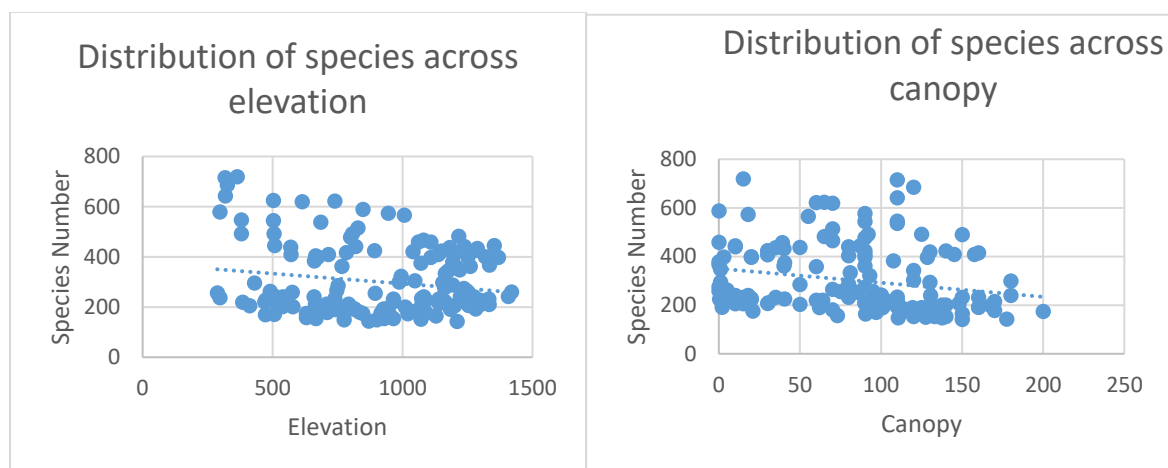 Distribution of species across
elevation
Species Number
800
600
400
200
0
0 500 1000 1500
Elevation
Distribution of species across
canopy
Species Number
800
600
400
200
0
0 50 100 150 200 250
Canopy